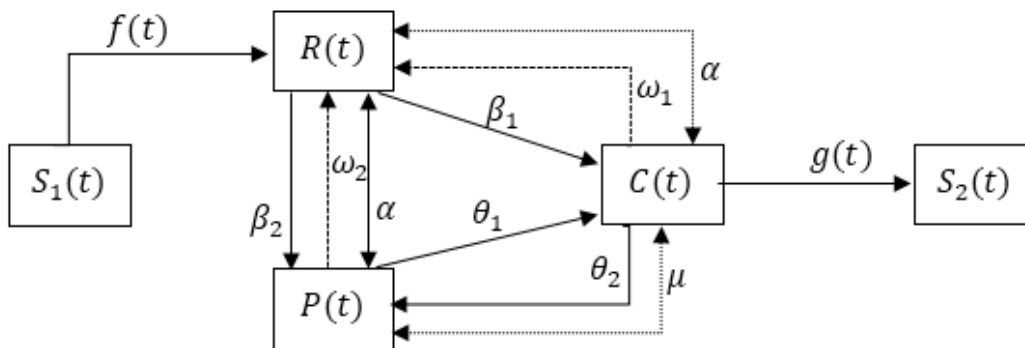 f(t)
R(t)
α
ω₁
β₁
S₁(t)
C(t)
g(t)
S₂(t)
ω₂
β₂
α
θ₁
θ₂
μ
P(t)